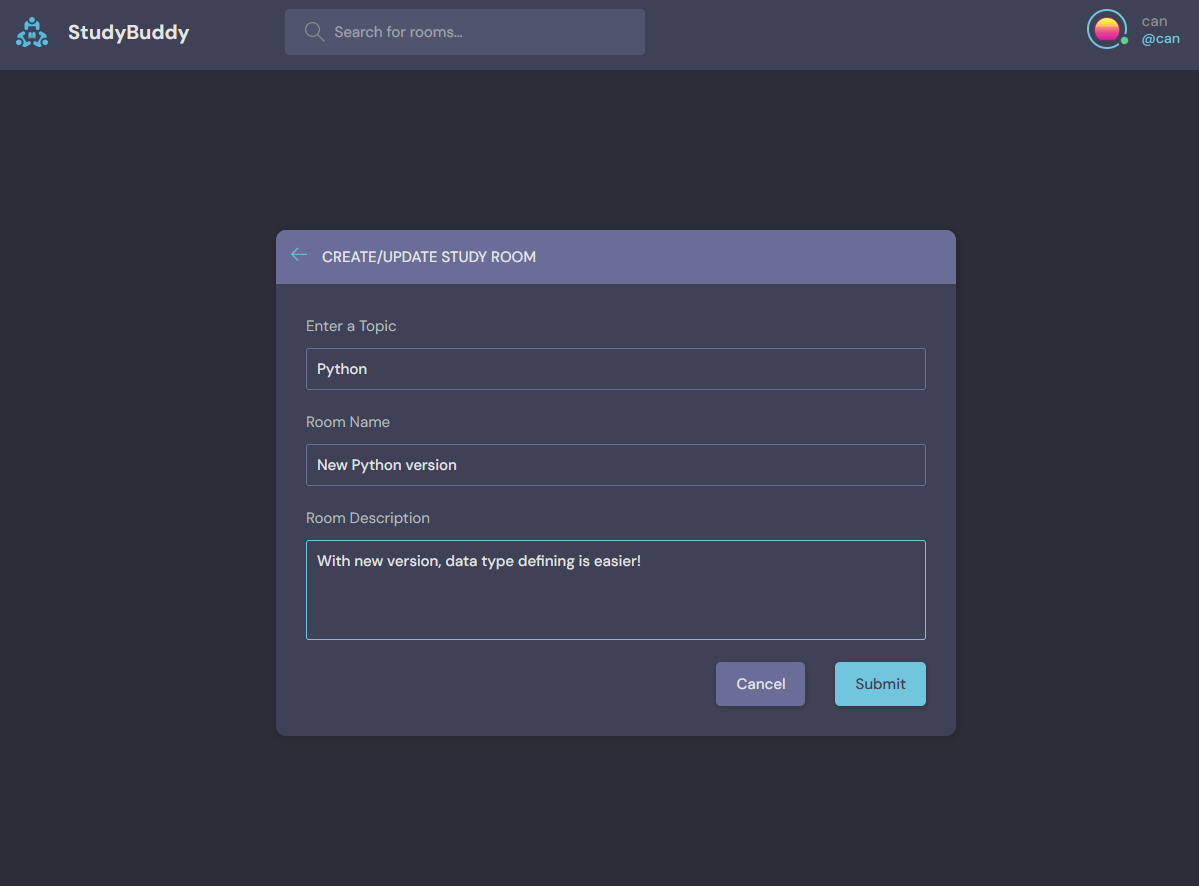 StudyBuddy
Search for rooms...
can
@can
CREATE/UPDATE STUDY ROOM
Enter a Topic
Python
Room Name
New Python version
Room Description
With new version, data type defining is easier!
Cancel
Submit